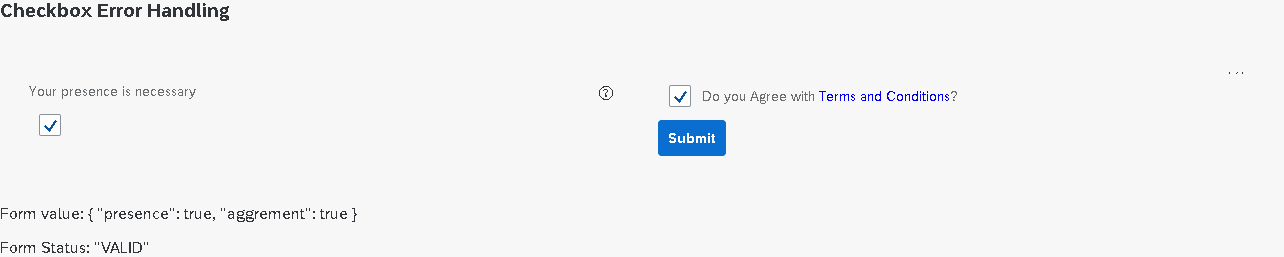 Checkbox Error Handling
Your presence is necessary
Do you Agree with Terms and Conditions?
Submit
Form value: { "presence": true, "aggrement": true }
Form Status: "VALID"